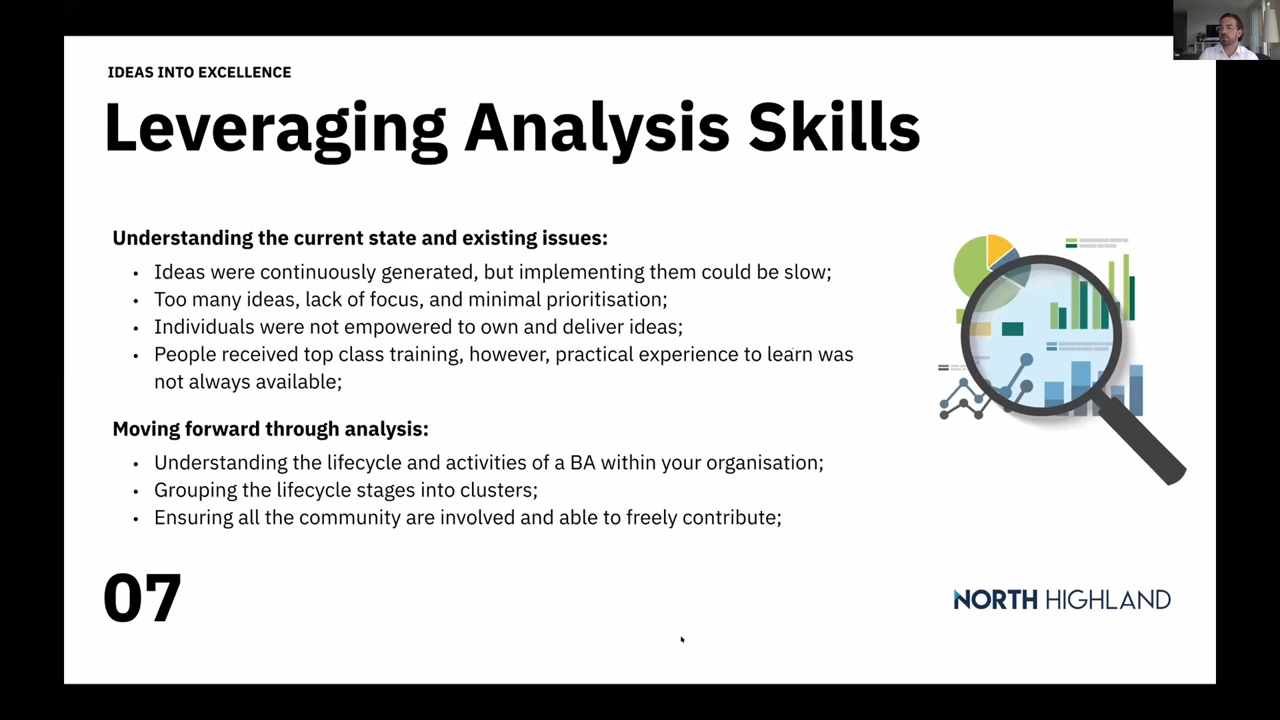 IDEAS INTO EXCELLENCE
Leveraging Analysis Skills
Understanding the current state and existing issues:
• Ideas were continuously generated, but implementing them could be slow;
• Too many ideas, lack of focus, and minimal prioritisation;
• Individuals were not empowered to own and deliver ideas;
• People received top class training, however, practical experience to learn was
not always available;
Moving forward through analysis:
• Understanding the lifecycle and activities of a BA within your organisation;
• Grouping the lifecycle stages into clusters;
• Ensuring all the community are involved and able to freely contribute;
07
NORTH HIGHLAND